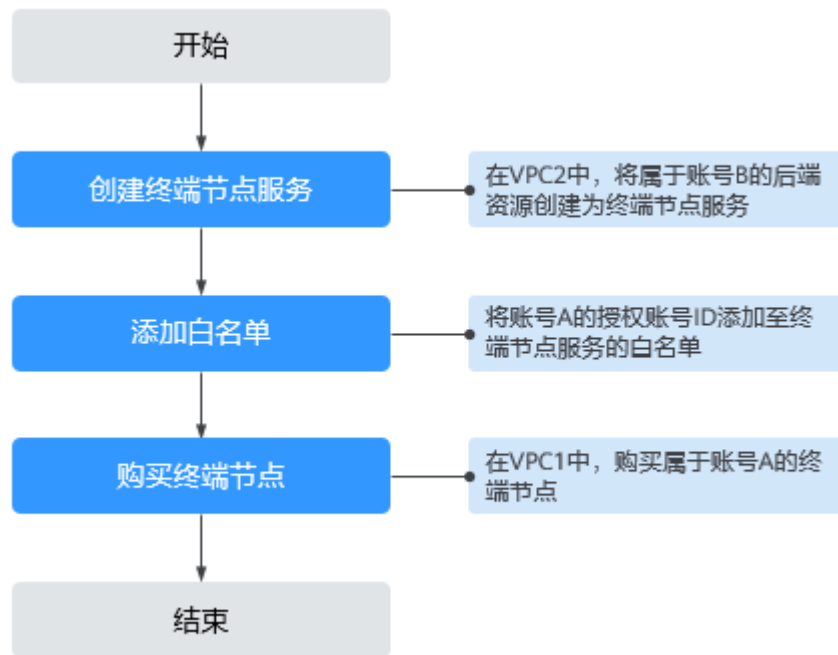 开始
创建终端节点服务
在VPC2中，将属于账号B的后端
资源创建为终端节点服务
添加白名单
将账号A的授权账号ID添加至终
端节点服务的白名单
购买终端节点
在VPC1中，购买属于账号A的终
端节点
结束